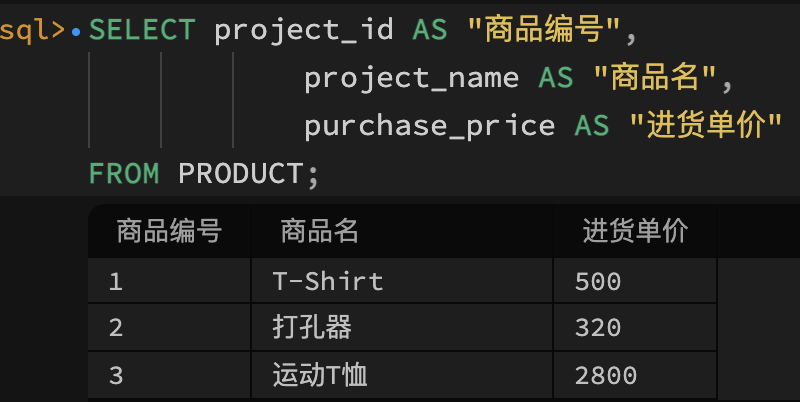 sql> SELECT project_id AS "商品编号",
project_name AS "商品名",
purchase_price AS "进货单价"
FROM PRODUCT;
商品编号 商品名 进货单价
1 T-Shirt 500
2 打孔器 320
3 运动T恤 2800